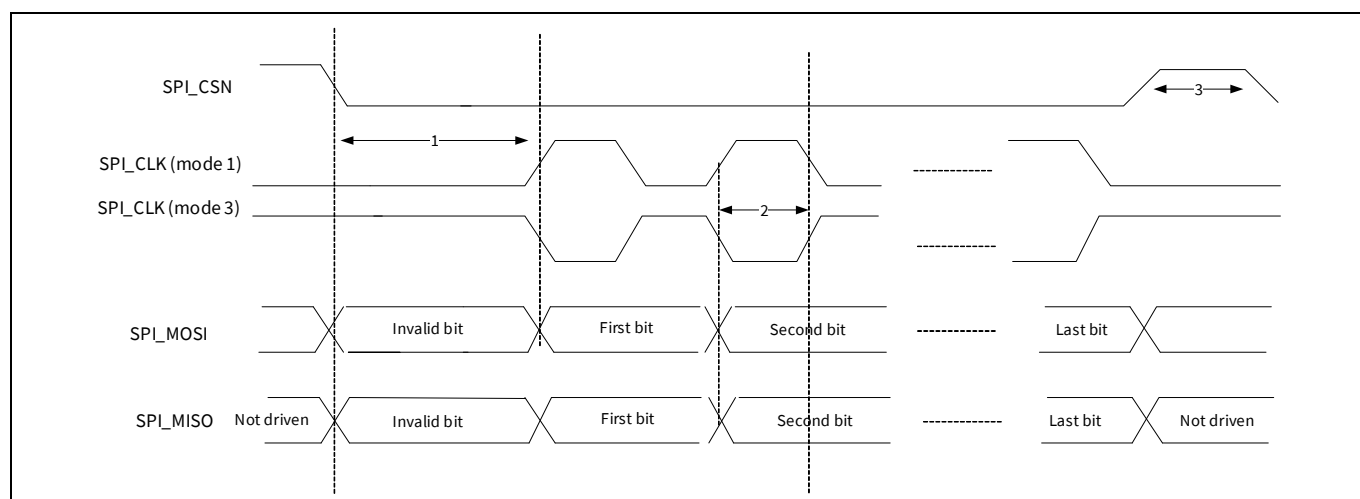 SPI_CSN
3
1
SPI_CLK (mode 1)
SPI_CLK (mode 3)
2
SPI_MOSI Invalid bit First bit Second bit Last bit
SPI_MISO Not driven Invalid bit First bit Second bit Last bit Not driven